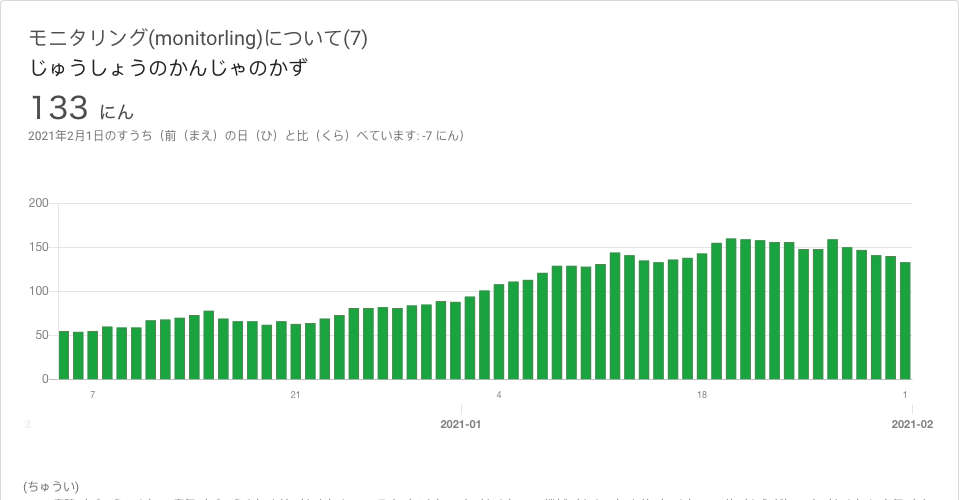 モニタリング(monitorling)について(7)
じゅうしょうのかんじゃのかず
133 にん
2021年2月1日のすうち（前（まえ）の日（ひ）と比（くら）べています: -7 にん）
200
150
100
50
0
7 21 4 18 1
2 2021-01 2021-02
(ちゅうい)